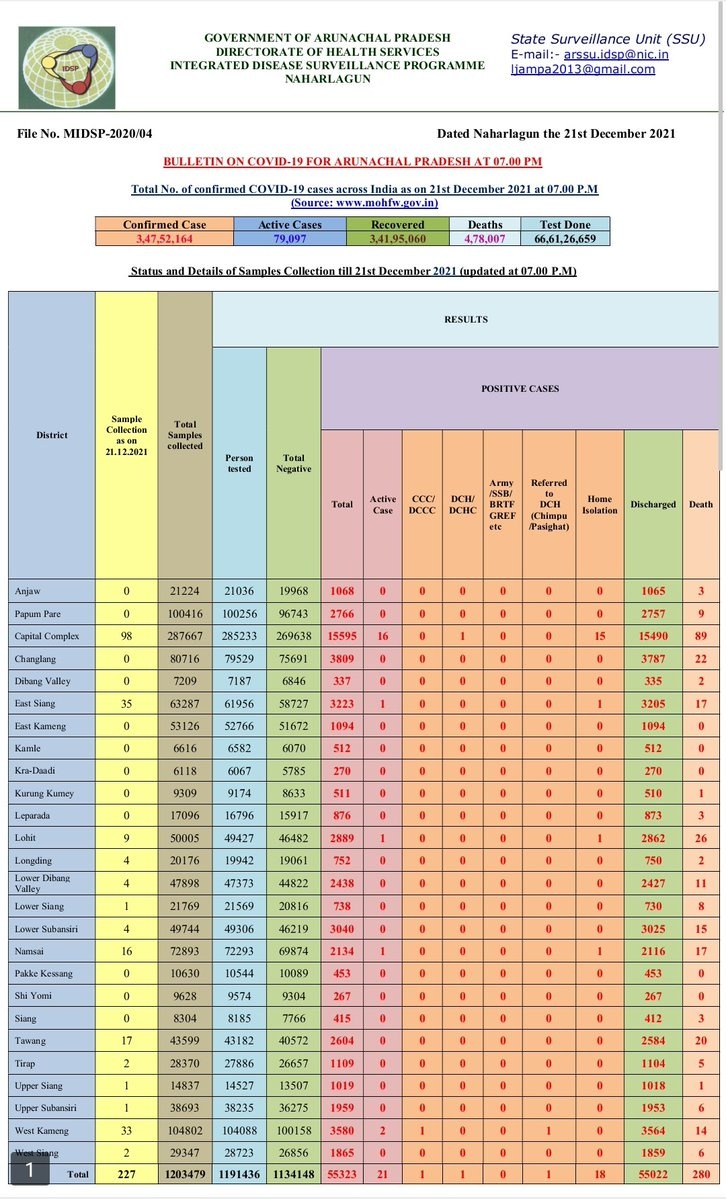 IDSP
GOVERNMENT OF ARUNACHAL PRADESH
DIRECTORATE OF HEALTH SERVICES
INTEGRATED DISEASE SURVEILLANCE PROGRAMME
NAHARLAGUN
State Surveillance Unit (SSU)
E-mail:- arssu.idsp@nic.in
ljampa2013@gmail.com
File No. MIDSP-2020/04 Dated Naharlagun the 21st December 2021
BULLETIN ON COVID-19 FOR ARUNACHAL PRADESH AT 07.00 PM
Total No. of confirmed COVID-19 cases across India as on 21st December 2021 at 07.00 P.M
(Source: www.mohfw.gov.in)
Confirmed Case Active Cases Recovered Deaths Test Done
3,47,52,164 79,097 3,41,95,060 4,78,007 66,61,26,659
Status and Details of Samples Collection till 21st December 2021 (updated at 07.00 P.M)
RESULTS
POSITIVE CASES
District
Sample
Collection
as on
21.12.2021
Total
Samples
collected
Person
tested
Total
Negative
Total
Active
Case
CCC/
DCCC
DCH/
DCHC
Army
/SSB/
BRTF
GREF
etc
Referred
to
DCH
(Chimpu
/Pasighat)
Home
Isolation
Discharged
Death
Anjaw 0 21224 21036 19968 1068 0 0 0 0 0 0 1065 3
Papum Pare 0 100416 100256 96743 2766 0 0 0 0 0 0 2757 9
Capital Complex 98 287667 285233 269638 15595 16 0 1 0 0 15 15490 89
Changlang 0 80716 79529 75691 3809 0 0 0 0 0 0 3787 22
Dibang Valley 0 7209 7187 6846 337 0 0 0 0 0 0 335 2
East Siang 35 63287 61956 58727 3223 1 0 0 0 0 1 3205 17
East Kameng 0 53126 52766 51672 1094 0 0 0 0 0 0 1094 0
Kamle 0 6616 6582 6070 512 0 0 0 0 0 0 512 0
Kra-Daadi 0 6118 6067 5785 270 0 0 0 0 0 0 270 0
Kurung Kumey 0 9309 9174 8633 511 0 0 0 0 0 0 510 1
Leparada 0 17096 16796 15917 876 0 0 0 0 0 0 873 3
Lohit 9 50005 49427 46482 2889 1 0 0 0 0 1 2862 26
Longding 4 20176 19942 19061 752 0 0 0 0 0 0 750 2
Lower Dibang
Valley 4 47898 47373 44822 2438 0 0 0 0 0 0 2427 11
Lower Siang 1 21769 21569 20816 738 0 0 0 0 0 0 730 8
Lower Subansiri 4 49744 49306 46219 3040 0 0 0 0 0 0 3025 15
Namsai 16 72893 72293 69874 2134 1 0 0 0 0 1 2116 17
Pakke Kessang 0 10630 10544 10089 453 0 0 0 0 0 0 453 0
Shi Yomi 0 9628 9574 9304 267 0 0 0 0 0 0 267 0
Siang 0 8304 8185 7766 415 0 0 0 0 0 0 412 3
Tawang 17 43599 43182 40572 2604 0 0 0 0 0 0 2584 20
Tirap 2 28370 27886 26657 1109 0 0 0 0 0 0 1104 5
Upper Siang 1 14837 14527 13507 1019 0 0 0 0 0 0 1018 1
Upper Subansiri 1 38693 38235 36275 1959 0 0 0 0 0 0 1953 6
West Kameng 33 104802 104088 100158 3580 2 1 0 0 1 0 3564 14
West Siang 2 29347 28723 26856 1865 0 0 0 0 0 0 1859 6
1
Total 227 1203479 1191436 1134148 55323 21 1 1 0 1 18 55022 280